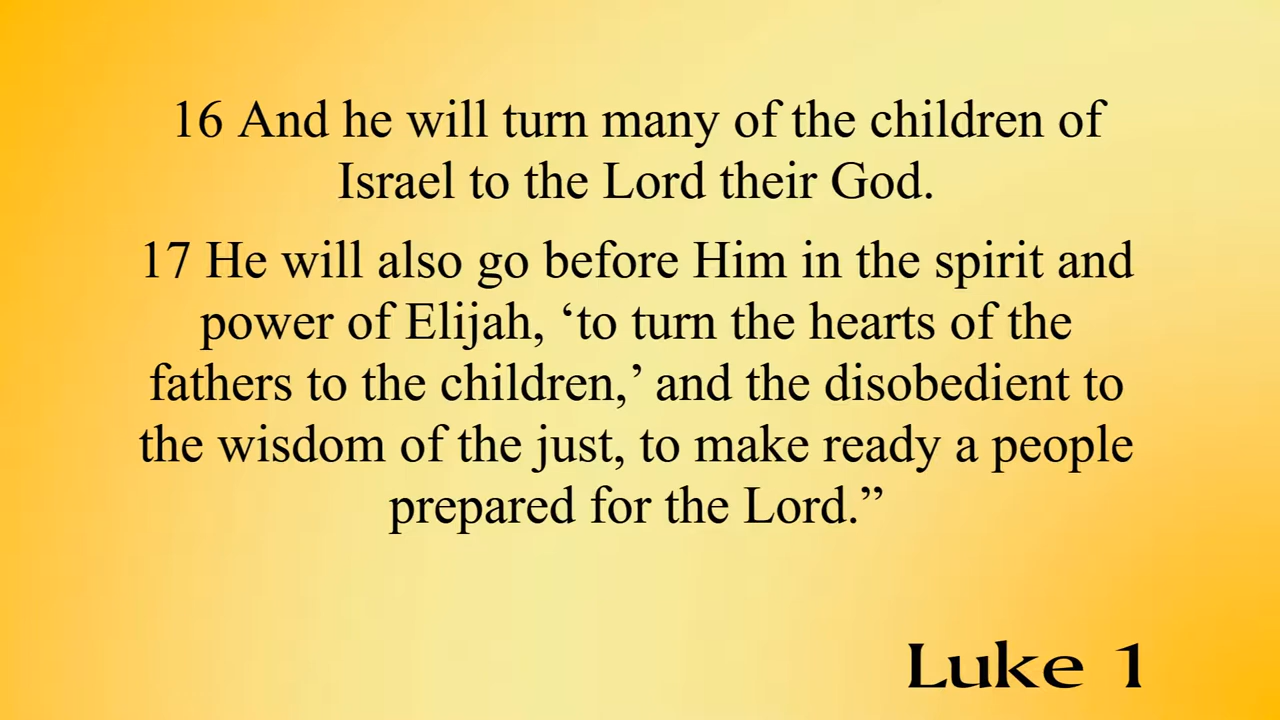 16 And he will turn many of the children of
Israel to the Lord their God.
17 He will also go before Him in the spirit and
power of Elijah, ‘to turn the hearts of the
fathers to the children,’ and the disobedient to
the wisdom of the just, to make ready a people
prepared for the Lord.”
Luke 1